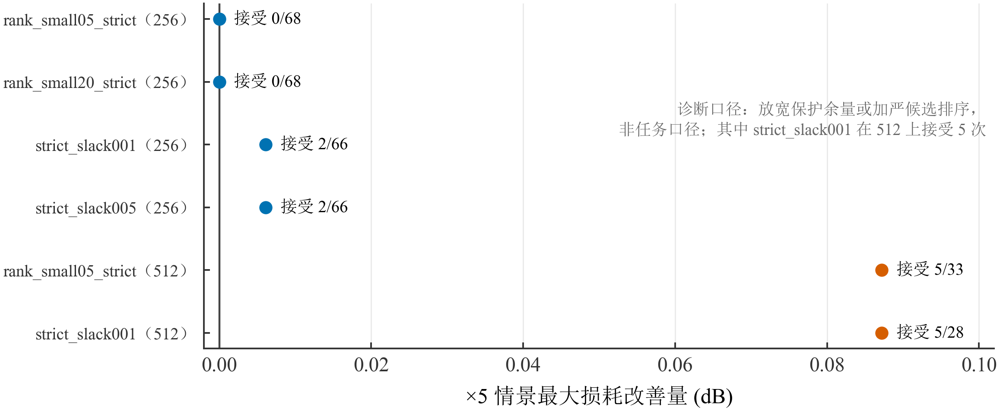 rank_small05_strict（256）
接受 0/68
rank_small20_strict（256）
接受 0/68
诊断口径：放宽保护余量或加严候选排序，
非任务口径；其中 strict_slack001 在 512 上接受 5 次
strict_slack001（256）
接受 2/66
strict_slack005（256）
接受 2/66
rank_small05_strict（512）
接受 5/33
strict_slack001（512）
接受 5/28
0.00 0.02 0.04 0.06 0.08 0.10
×5 情景最大损耗改善量 (dB)